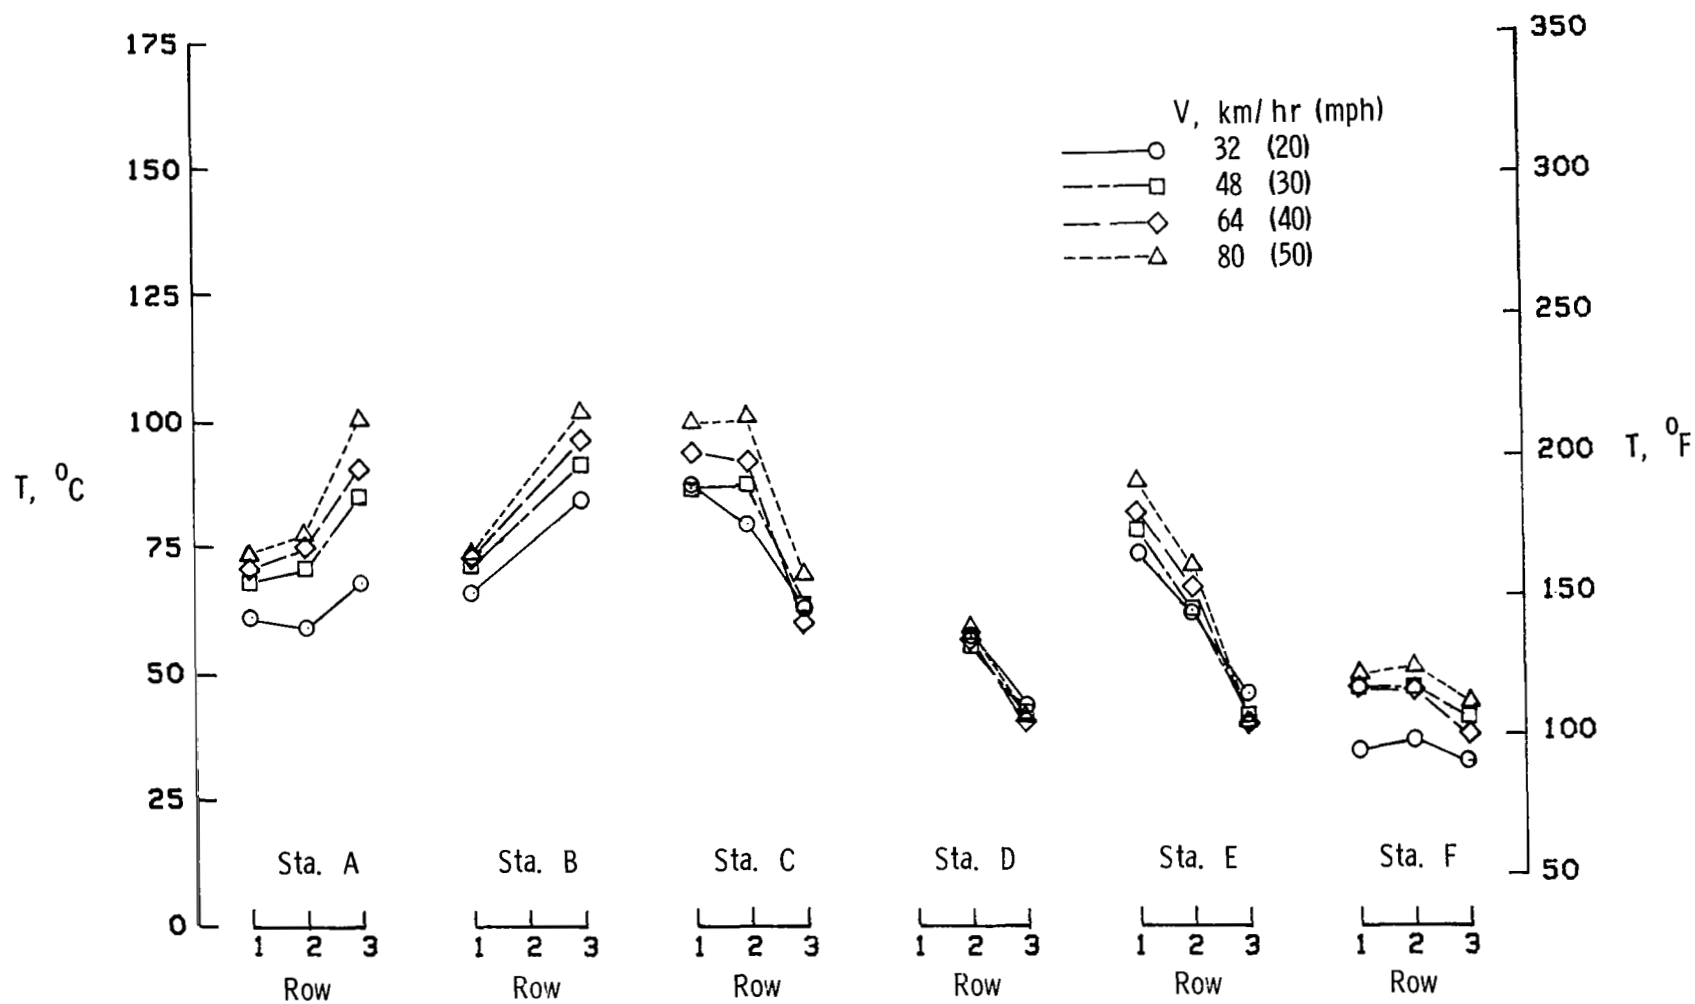 175
150
125
100
75
50
25
0
T, °C
350
300
250
200
150
100
50
T, °F
V, km/hr (mph)
32 (20)
48 (30)
64 (40)
80 (50)
Sta. A
Sta. B
Sta. C
Sta. D
Sta. E
Sta. F
1 2 3
1 2 3
1 2 3
1 2 3
1 2 3
1 2 3
Row
Row
Row
Row
Row
Row